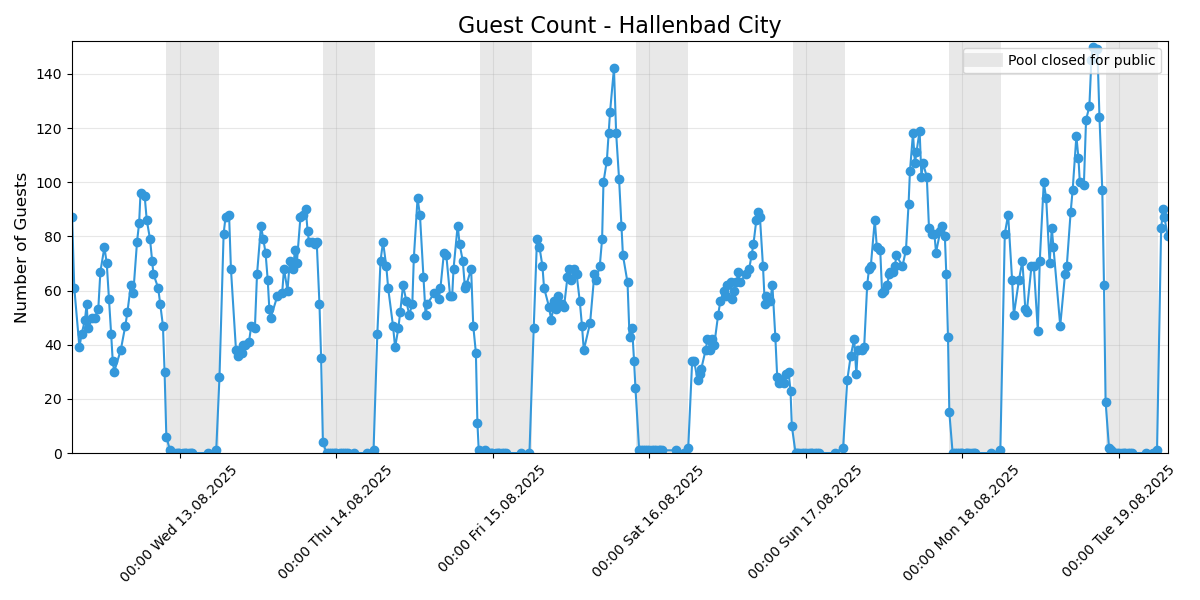 Guest Count - Hallenbad City
Pool closed for public
Number of Guests
140
120
100
80
60
40
20
0
00:00 Wed 13.08.2025
00:00 Thu 14.08.2025
00:00 Fri 15.08.2025
00:00 Sat 16.08.2025
00:00 Sun 17.08.2025
00:00 Mon 18.08.2025
00:00 Tue 19.08.2025